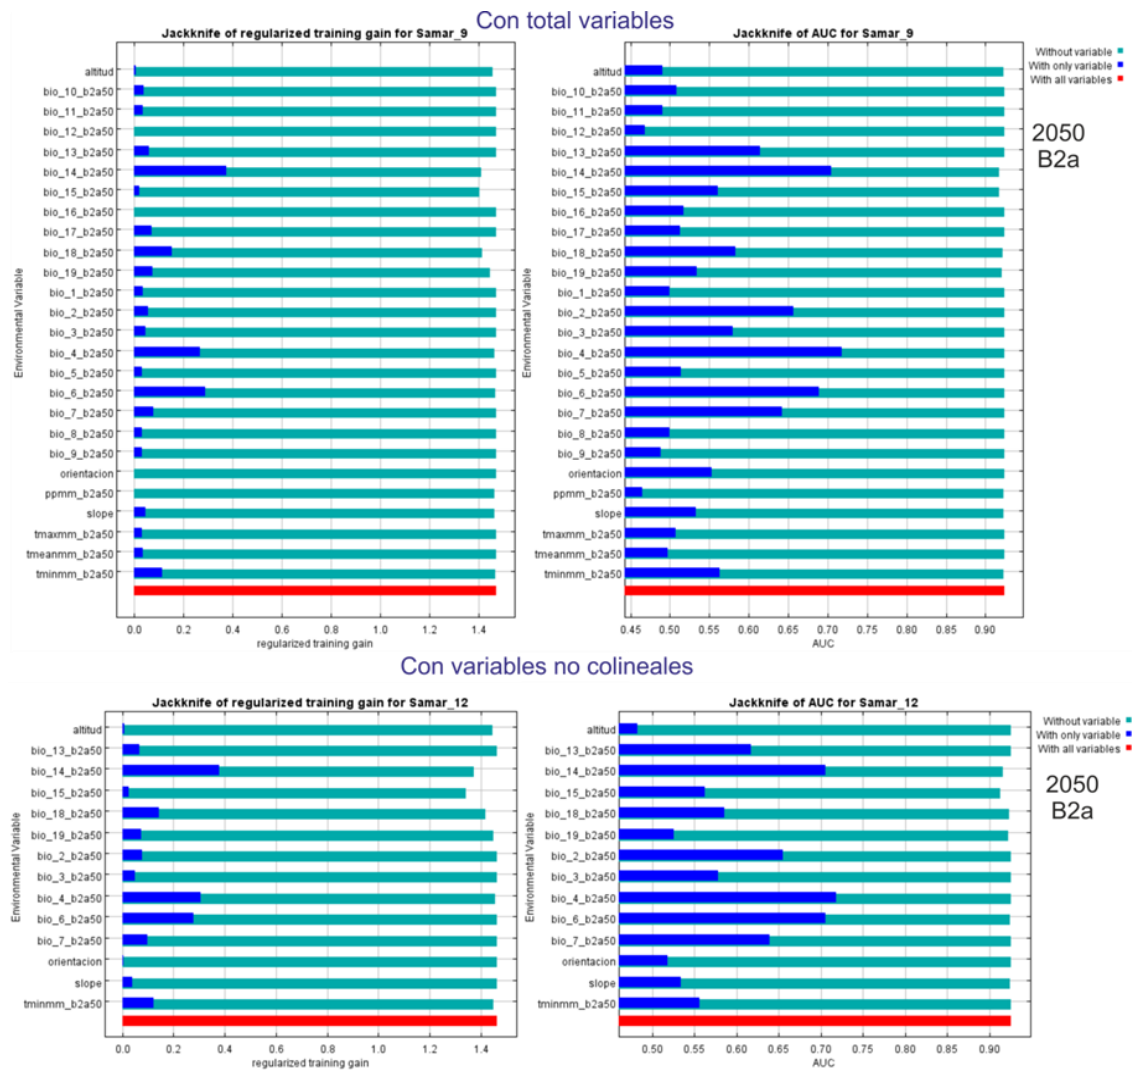 Con total variables
Jackknife of regularized training gain for Samar_9
altitud
bio_10_b2a50
bio_11_b2a50
bio_12_b2a50
bio_13_b2a50
bio_14_b2a50
bio_15_b2a50
bio_16_b2a50
bio_17_b2a50
bio_18_b2a50
bio_19_b2a50
bio_1_b2a50
bio_2_b2a50
bio_3_b2a50
bio_4_b2a50
bio_5_b2a50
bio_6_b2a50
bio_7_b2a50
bio_8_b2a50
bio_9_b2a50
orientacion
ppmm_b2a50
slope
tmaxmm_b2a50
tmeanmm_b2a50
tminmm_b2a50
Environmental Variable
0.0 0.2 0.4 0.6 0.8 1.0 1.2 1.4
regularized training gain
Jackknife of AUC for Samar_9
altitud
bio_10_b2a50
bio_11_b2a50
bio_12_b2a50
bio_13_b2a50
bio_14_b2a50
bio_15_b2a50
bio_16_b2a50
bio_17_b2a50
bio_18_b2a50
bio_19_b2a50
bio_1_b2a50
bio_2_b2a50
bio_3_b2a50
bio_4_b2a50
bio_5_b2a50
bio_6_b2a50
bio_7_b2a50
bio_8_b2a50
bio_9_b2a50
orientacion
ppmm_b2a50
slope
tmaxmm_b2a50
tmeanmm_b2a50
tminmm_b2a50
Environmental Variable
0.45 0.50 0.55 0.60 0.65 0.70 0.75 0.80 0.85 0.90
AUC
Without variable
With only variable
With all variables
2050
B2a
Con variables no colineales
Jackknife of regularized training gain for Samar_12
altitud
bio_13_b2a50
bio_14_b2a50
bio_15_b2a50
bio_18_b2a50
bio_19_b2a50
bio_2_b2a50
bio_3_b2a50
bio_4_b2a50
bio_6_b2a50
bio_7_b2a50
orientacion
slope
tminmm_b2a50
Environmental Variable
0.0 0.2 0.4 0.6 0.8 1.0 1.2 1.4
regularized training gain
Jackknife of AUC for Samar_12
altitud
bio_13_b2a50
bio_14_b2a50
bio_15_b2a50
bio_18_b2a50
bio_19_b2a50
bio_2_b2a50
bio_3_b2a50
bio_4_b2a50
bio_6_b2a50
bio_7_b2a50
orientacion
slope
tminmm_b2a50
Environmental Variable
0.50 0.55 0.60 0.65 0.70 0.75 0.80 0.85 0.90
AUC
Without variable
With only variable
With all variables
2050
B2a